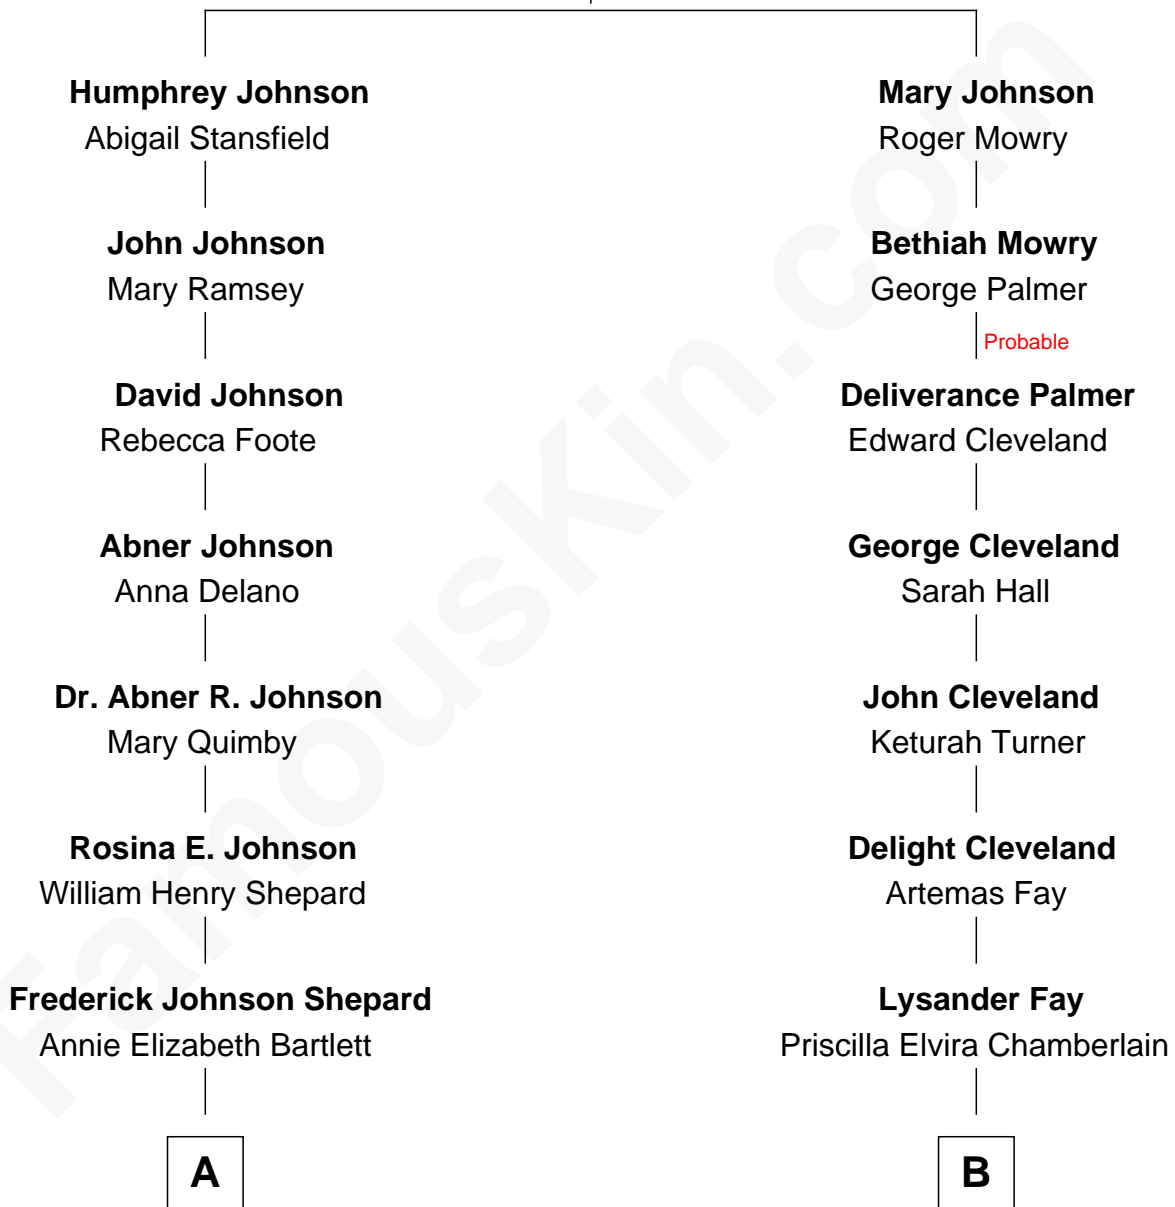 Humphrey Johnson
Abigail Stansfield
John Johnson
Mary Ramsey
David Johnson
Rebecca Foote
Abner Johnson
Anna Delano
Dr. Abner R. Johnson
Mary Quimby
Rosina E. Johnson
William Henry Shepard
Frederick Johnson Shepard
Annie Elizabeth Bartlett
A
Mary Johnson
Roger Mowry
Bethiah Mowry
George Palmer
Probable
Deliverance Palmer
Edward Cleveland
George Cleveland
Sarah Hall
John Cleveland
Keturah Turner
Delight Cleveland
Artemas Fay
Lysander Fay
Priscilla Elvira Chamberlain
B
FamousKin.com